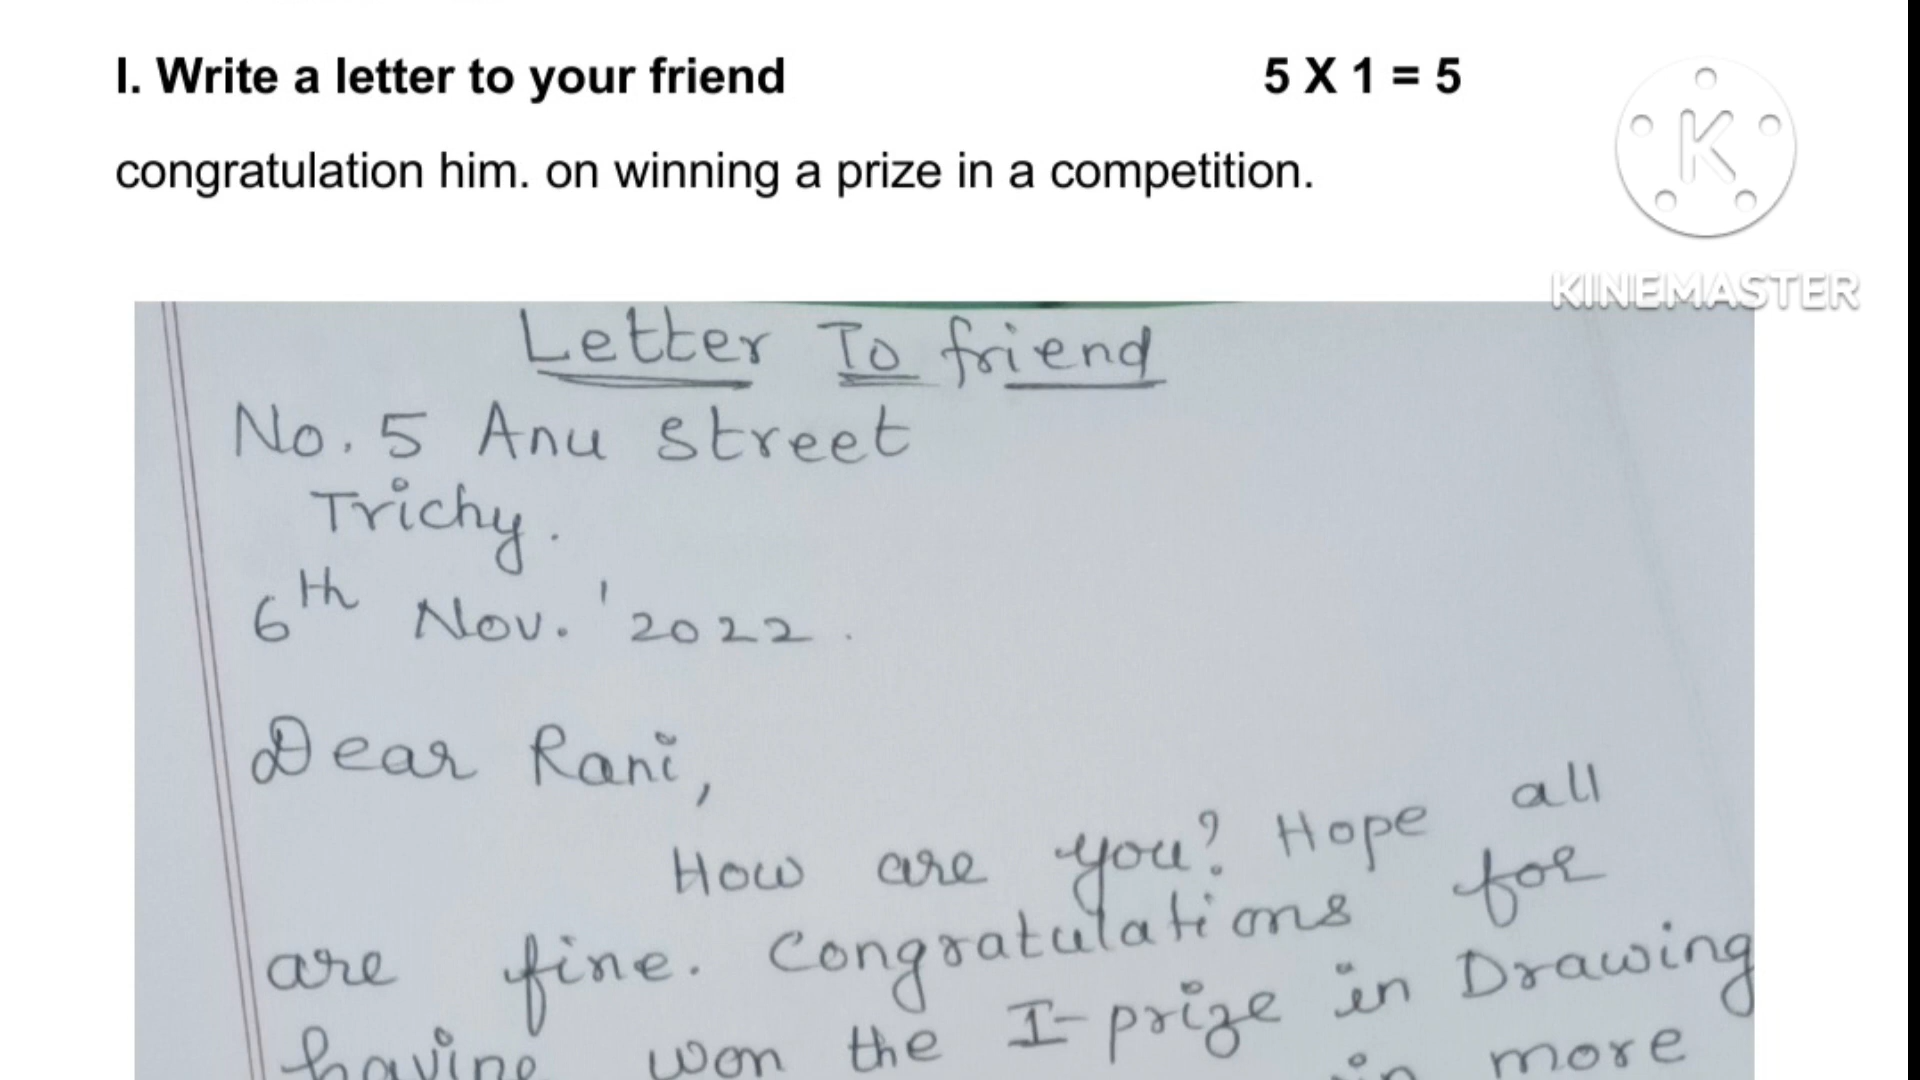 I. Write a letter to your friend 5 X 1 = 5
congratulation him. on winning a prize in a competition.
K
KINEMASTER
Letter To friend
No. 5 Anu Street
Trichy.
6th Nov. '2022.
Dear Rani,
How are you? Hope all
are fine. Congratulations for
having won the I-prize in Drawing
in more